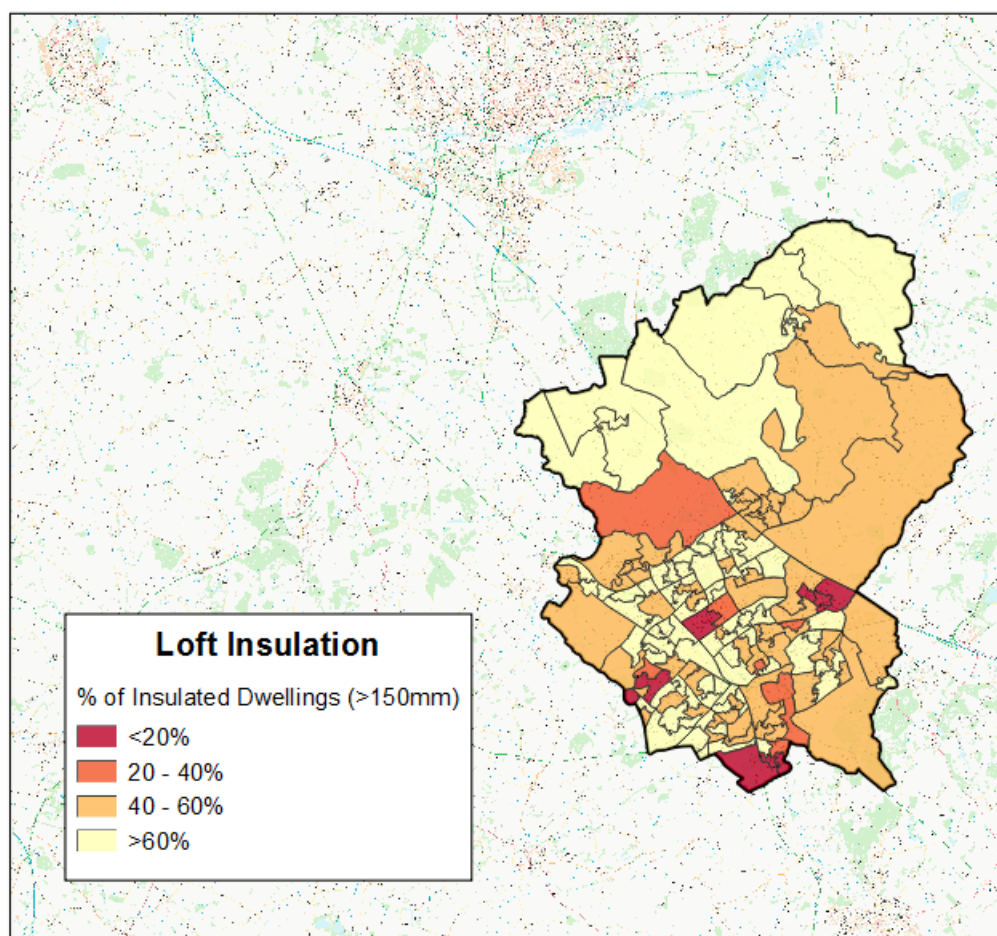 Loft Insulation
% of Insulated Dwellings (>150mm)
<20%
20 - 40%
40 - 60%
>60%